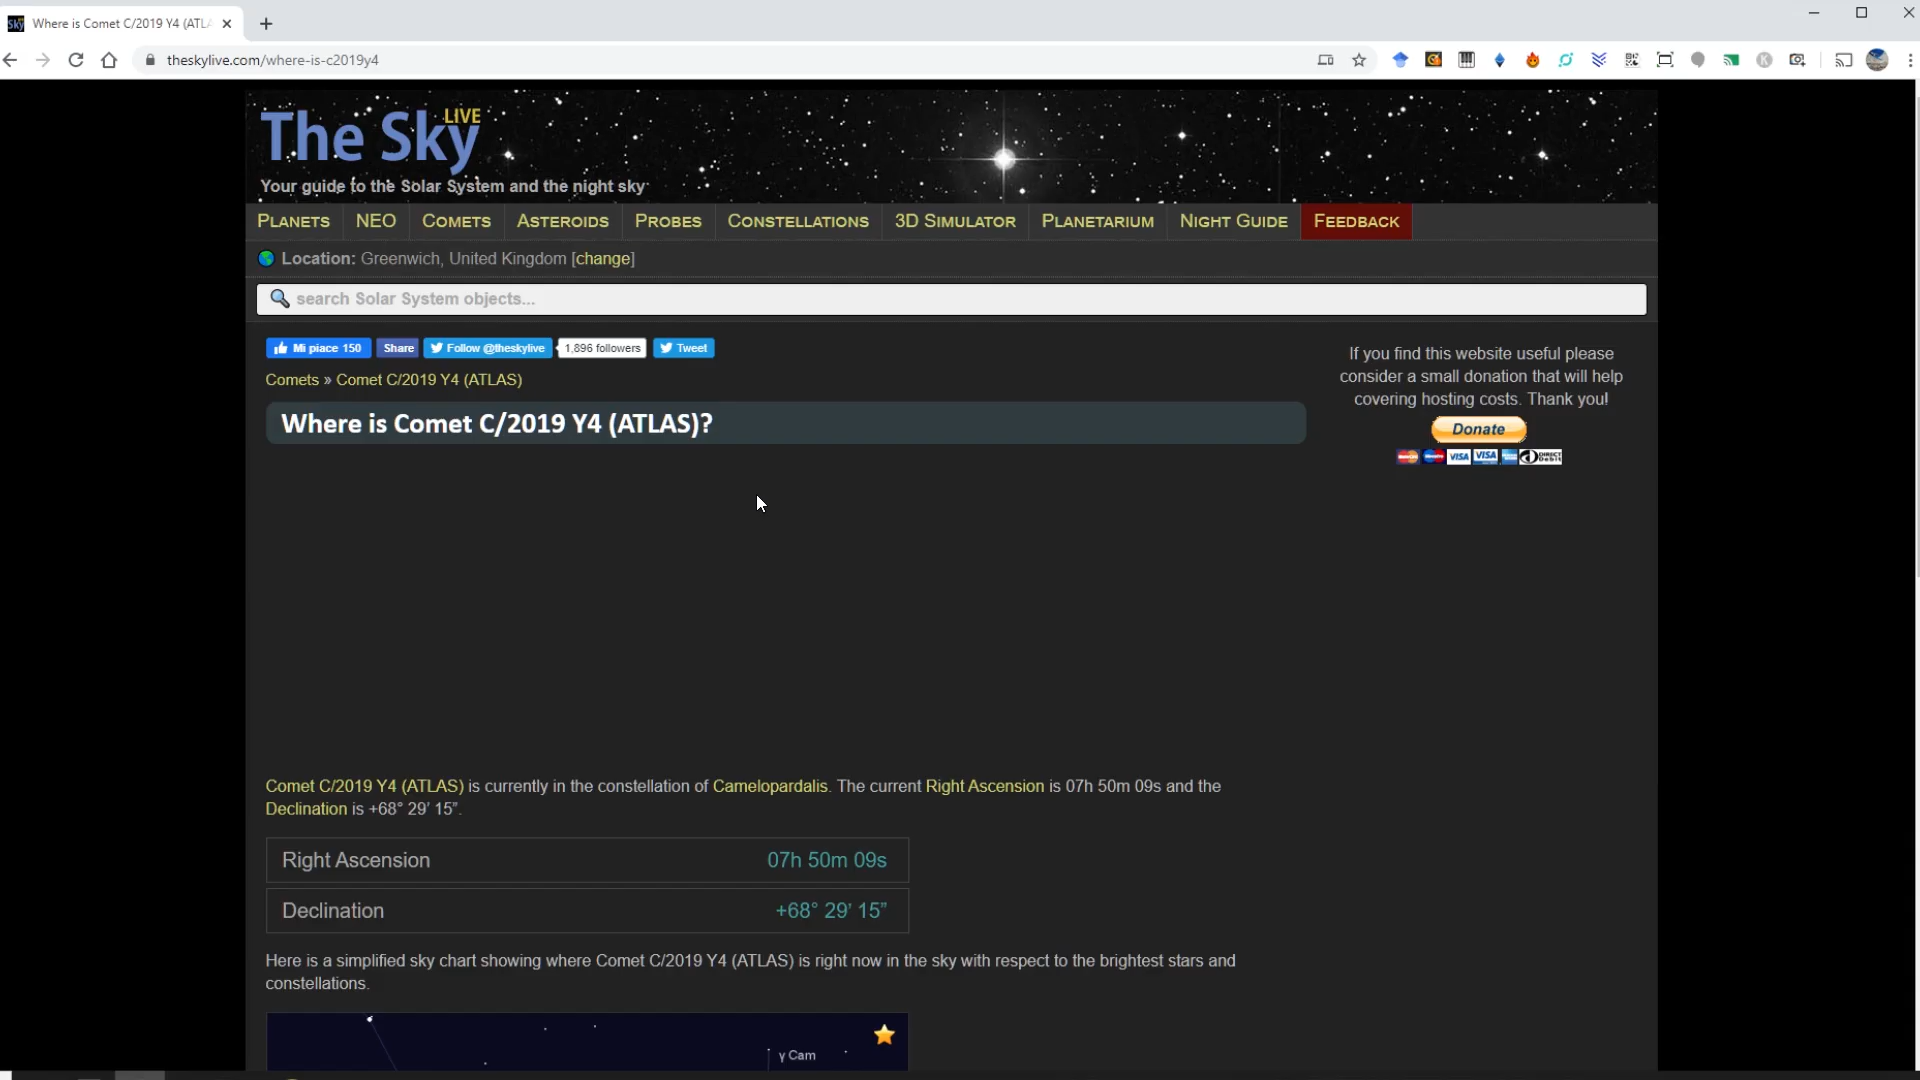 Where is Comet C/2019 Y4 (ATL
theskylive.com/where-is-c2019y4
The Sky LIVE
Your guide to the Solar System and the night sky
PLANETS NEO COMETS ASTEROIDS PROBES CONSTELLATIONS 3D SIMULATOR PLANETARIUM NIGHT GUIDE FEEDBACK
Location: Greenwich, United Kingdom [change]
search Solar System objects...
Mi piace 150 Share Follow @theskylive 1,896 followers Tweet
If you find this website useful please
consider a small donation that will help
covering hosting costs. Thank you!
Donate
VISA VISA
Comets » Comet C/2019 Y4 (ATLAS)
Where is Comet C/2019 Y4 (ATLAS)?
Comet C/2019 Y4 (ATLAS) is currently in the constellation of Camelopardalis. The current Right Ascension is 07h 50m 09s and the
Declination is +68° 29’ 15”.
Right Ascension 07h 50m 09s
Declination +68° 29’ 15”
Here is a simplified sky chart showing where Comet C/2019 Y4 (ATLAS) is right now in the sky with respect to the brightest stars and
constellations.
γ Cam